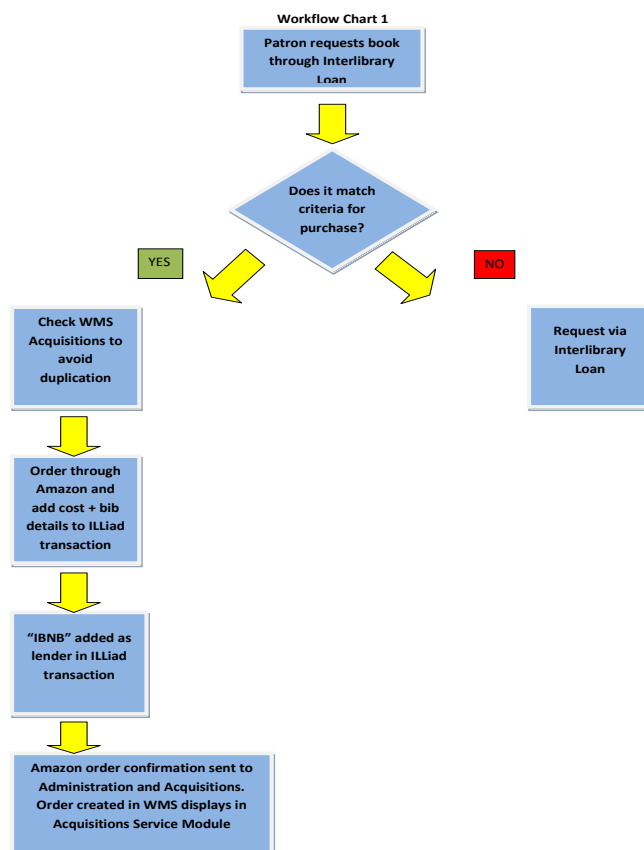 Workflow Chart 1
Patron requests book
through Interlibrary
Loan
Does it match
criteria for
purchase?
YES
NO
Check WMS
Acquisitions to
avoid
duplication
Request via
Interlibrary
Loan
Order through
Amazon and
add cost + bib
details to ILLiad
transaction
“IBNB” added as
lender in ILLiad
transaction
Amazon order confirmation sent to
Administration and Acquisitions.
Order created in WMS displays in
Acquisitions Service Module